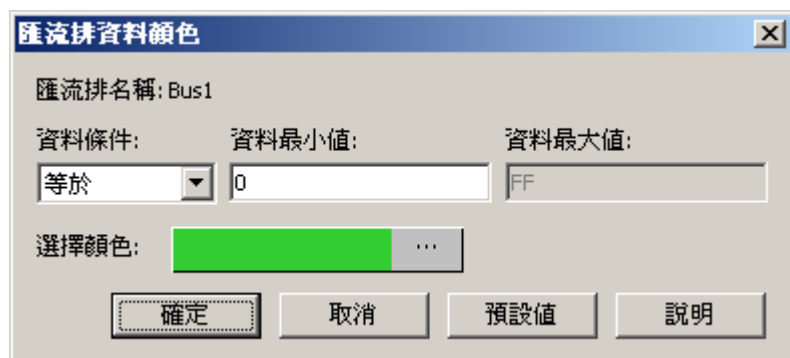 匯流排資料顏色
匯流排名稱: Bus1
資料條件: 資料最小值: 資料最大值:
等於 0 FF
選擇顏色: ...
確定 取消 預設值 說明